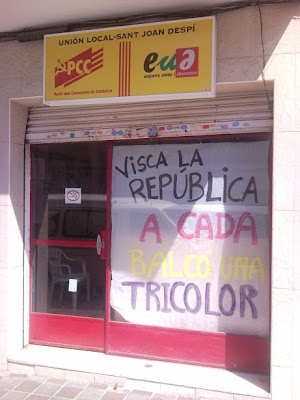 UNIÓN LOCAL-SANT JOAN DESPÍ
PCC
Partit dels Comunistes de Catalunya
eua
esquerra unida
alternativa
VISCA LA
REPÚBLICA
A CADA
BALCÓ UNA
TRICOLOR